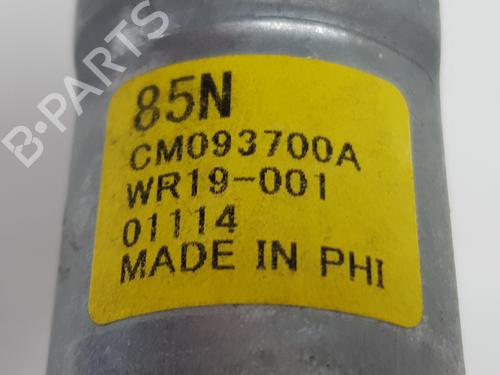 85N
CM093700A
WR19-001
01114
MADE IN PHI
B-PARTS